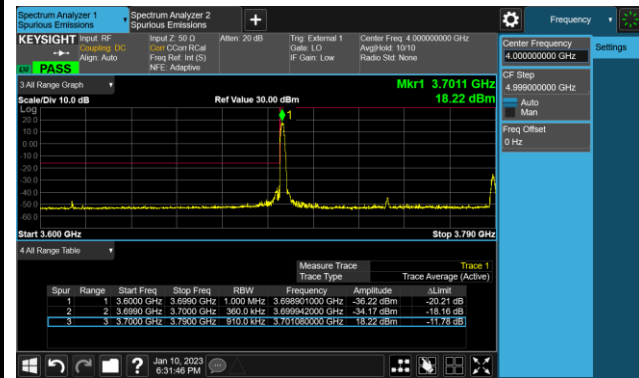 Spectrum Analyzer 1
Spurious Emissions
Spectrum Analyzer 2
Spurious Emissions
+
Frequency
KEYSIGHT
Input: RF
Coupling: DC
Align: Auto
Input Z: 50 Ω
Corr CCorr RCal
Freq Ref: Int (S)
NFE: Adaptive
Atten: 20 dB
Trig: External 1
Gate: LO
IF Gain: Low
Center Freq: 4.000000000 GHz
Avg|Hold: 10/10
Radio Std: None
PASS
Center Frequency
4.000000000 GHz
Settings
CF Step
4.999000000 GHz
Auto
Man
Freq Offset
0 Hz
3 All Range Graph
Mkr1 3.7011 GHz
18.22 dBm
Scale/Div 10.0 dB
Ref Value 30.00 dBm
Log
1
20.0
10.0
0.00
-10.0
-20.0
-30.0
-40.0
-50.0
-60.0
Start 3.600 GHz
Stop 3.790 GHz
4 All Range Table
Measure Trace Trace 1
Trace Type Trace Average (Active)
Spur Range Start Freq Stop Freq RBW Frequency Amplitude ΔLimit
1 1 3.6000 GHz 3.6990 GHz 1.000 MHz 3.698901000 GHz -36.22 dBm -20.21 dB
2 2 3.6990 GHz 3.7000 GHz 360.0 kHz 3.699942000 GHz -34.17 dBm -18.16 dB
3 3 3.7000 GHz 3.7900 GHz 910.0 kHz 3.701080000 GHz 18.22 dBm -11.78 dB
?
Jan 10, 2023
6:31:46 PM